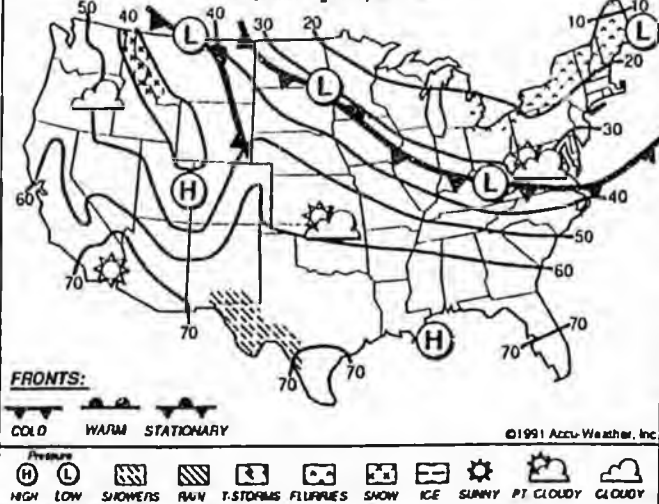 50 40 40 30 20 10 10
L L
20
L
30
H L
60 40
50
60
70
70 70
H 70
70 70
FRONTS:
COLD WARM STATIONARY
©1991 Accu-Weather, Inc.
Pressure
H L
HIGH LOW SHOWERS RAIN T-STORMS FLURRIES SNOW ICE SUNNY PT. CLOUDY CLOUDY